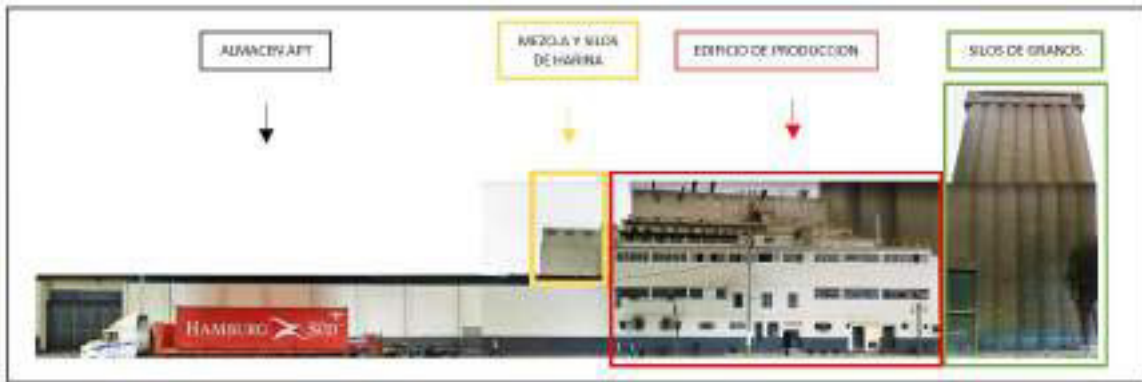 ALMACEN APT
MEZCLA Y SILOS
DE HARINA
EDIFICIO DE PRODUCCION
SILOS DE GRANOS
HAMBURG SÜD